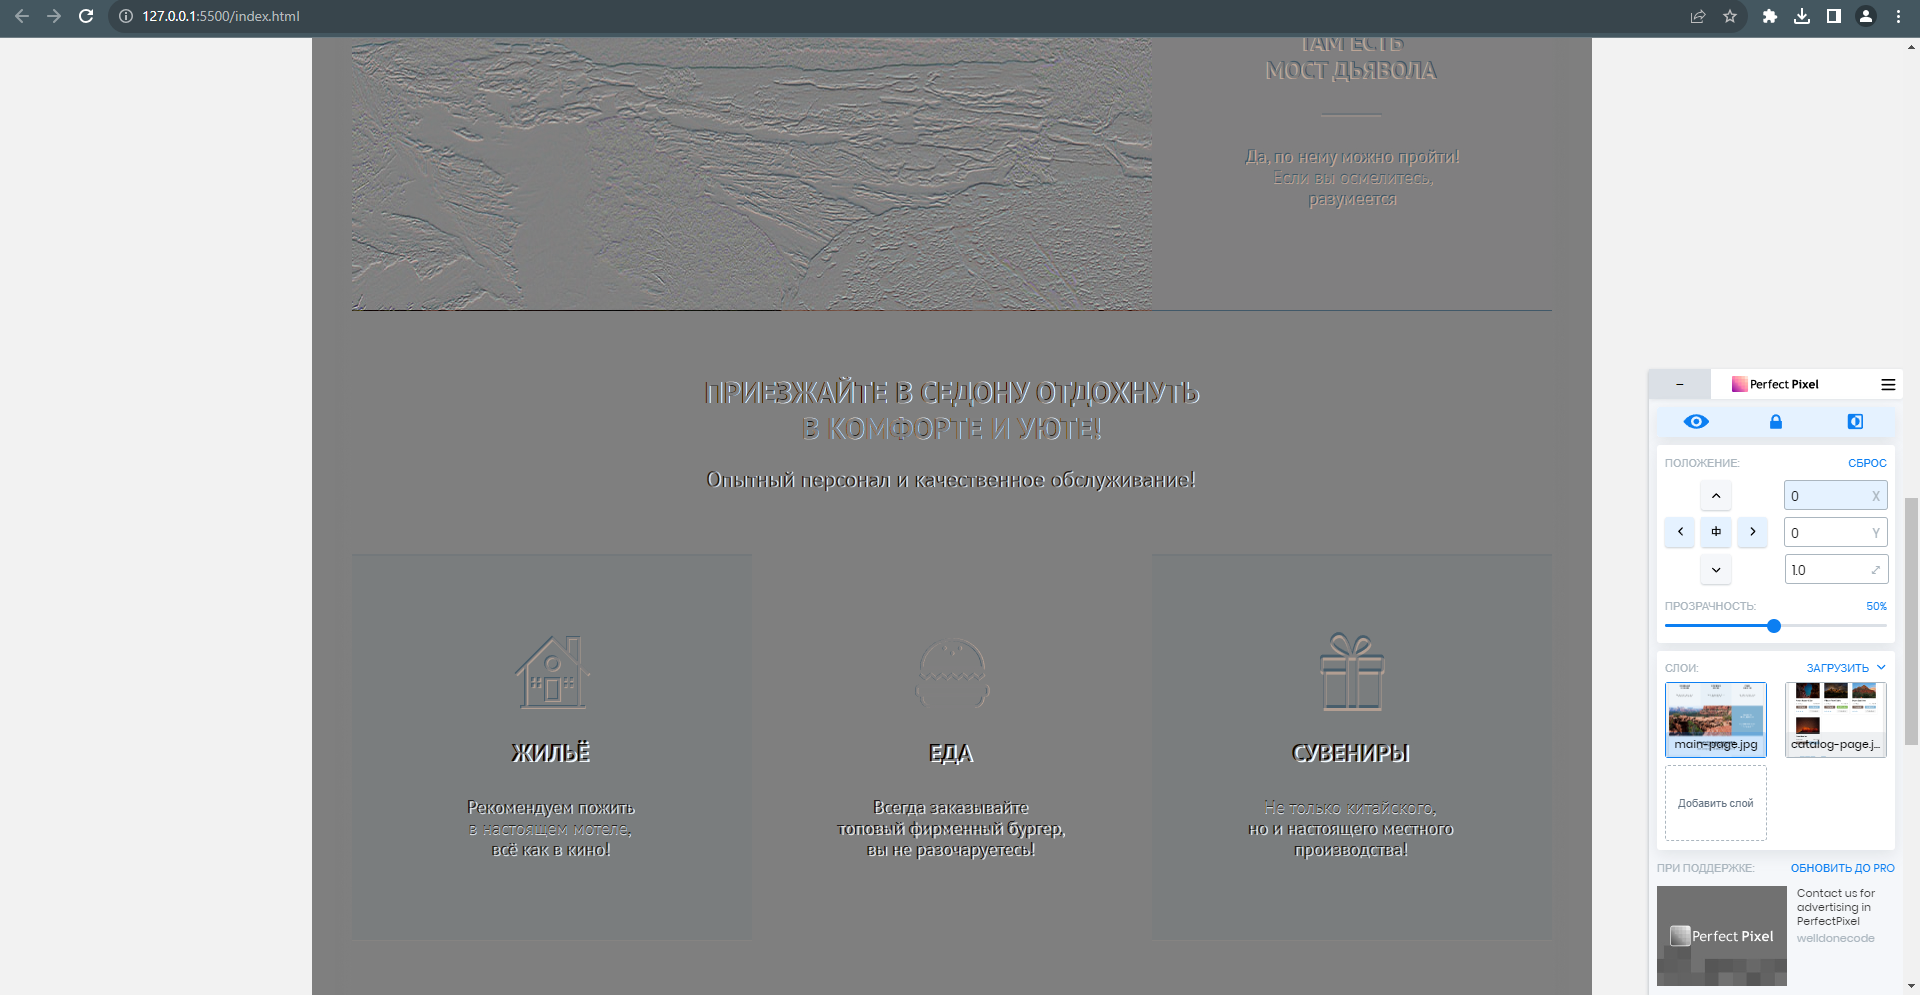 127.0.0.1:5500/index.html
ТАМ ЕСТЬ
МОСТ ДЬЯВОЛА
Да, по нему можно пройти!
Если вы осмелитесь,
разумеется
ПРИЕЗЖАЙТЕ В СЕДОНУ ОТДОХНУТЬ
В КОМФОРТЕ И УЮТЕ!
Опытный персонал и качественное обслуживание!
ЖИЛЬЁ
Рекомендуем пожить
в настоящем мотеле,
всё как в кино!
ЕДА
Всегда заказывайте
топовый фирменный бургер,
вы не разочаруетесь!
СУВЕНИРЫ
Не только китайского,
но и настоящего местного
производства!
Perfect Pixel
ПОЛОЖЕНИЕ:
СБРОС
0 X
0 Y
1.0
ПРОЗРАЧНОСТЬ:
50%
СЛОИ:
ЗАГРУЗИТЬ
main-page.jpg
catalog-page.j...
Добавить слой
ПРИ ПОДДЕРЖКЕ:
ОБНОВИТЬ ДО PRO
Perfect Pixel
Contact us for
advertising in
PerfectPixel
welldonecode